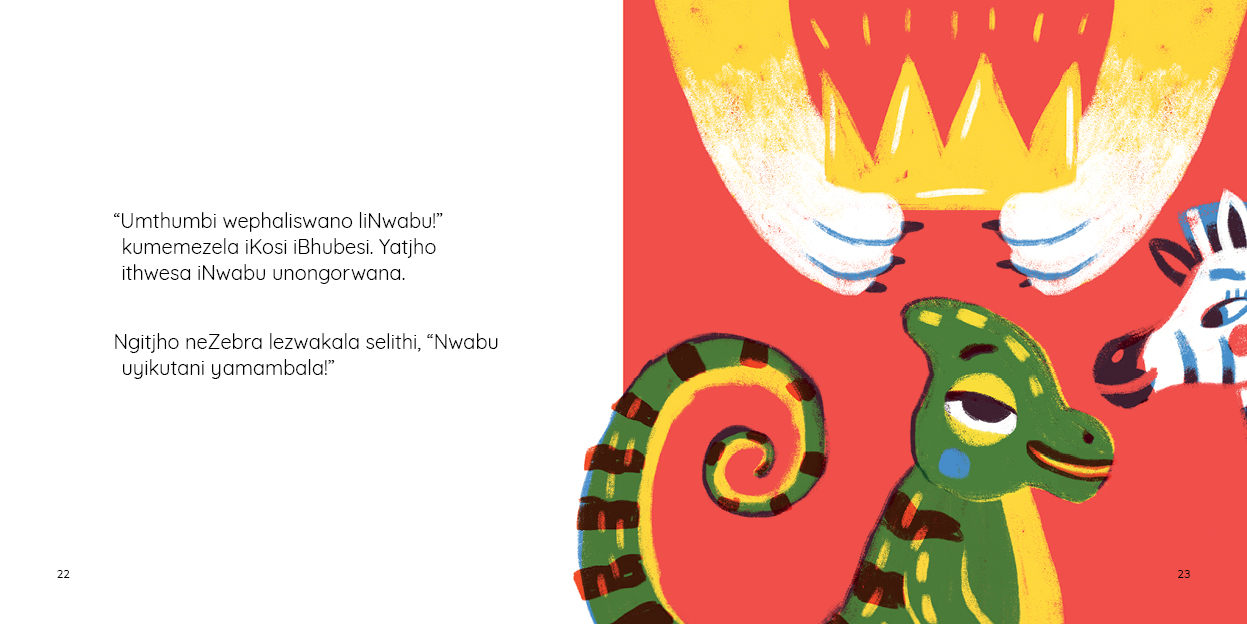 “Umthumbi wephaliswano liNwabu!”
kumemezela iKosi iBhubesi. Yatjho
ithwesa iNwabu unongorwana.
Ngitjho neZebra lezwakala selithi, “Nwabu
uyikutani yamambala!”
22
23